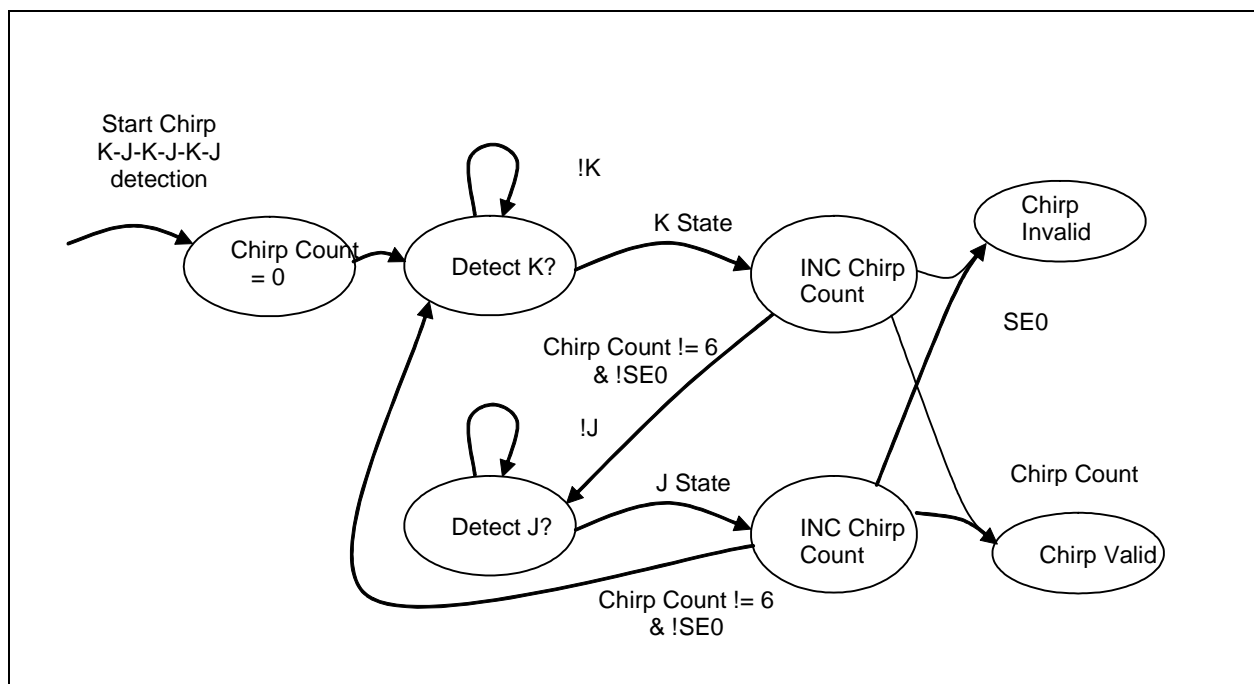 Start Chirp
K-J-K-J-K-J
detection
!K
K State
Chirp
Invalid
Chirp Count
= 0
Detect K?
INC Chirp
Count
SE0
Chirp Count != 6
& !SE0
!J
J State
Chirp Count
Detect J?
INC Chirp
Count
Chirp Valid
Chirp Count != 6
& !SE0